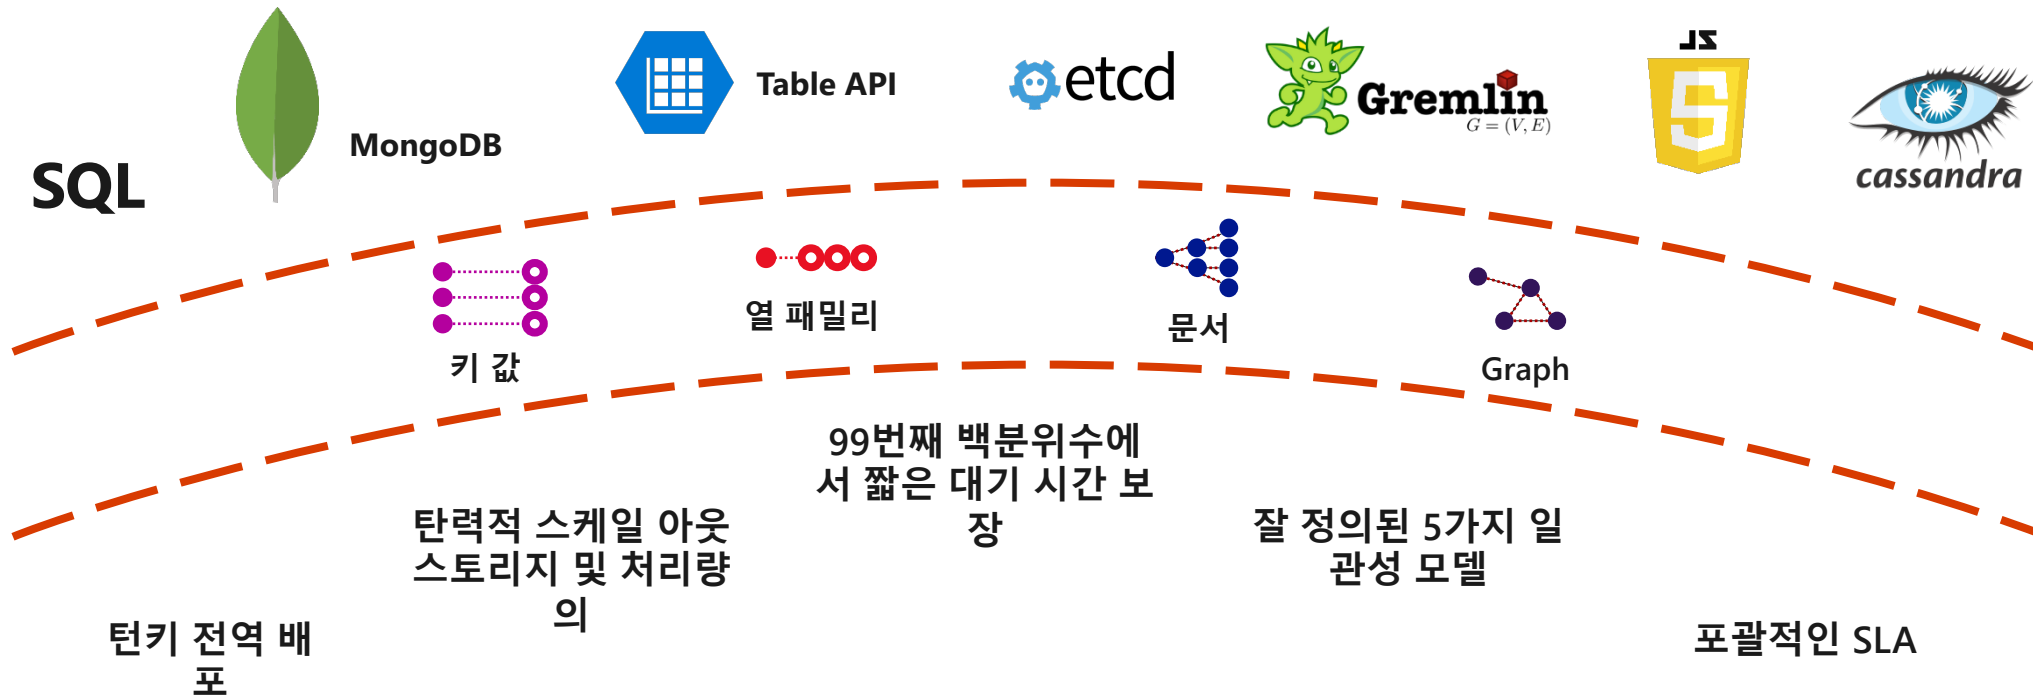 SQL
MongoDB
Table API
etcd
Gremlin
G = (V, E)
JS
cassandra
키 값
열 패밀리
문서
Graph
턴키 전역 배
포
탄력적 스케일 아웃
스토리지 및 처리량
의
99번째 백분위수에
서 짧은 대기 시간 보
장
잘 정의된 5가지 일
관성 모델
포괄적인 SLA